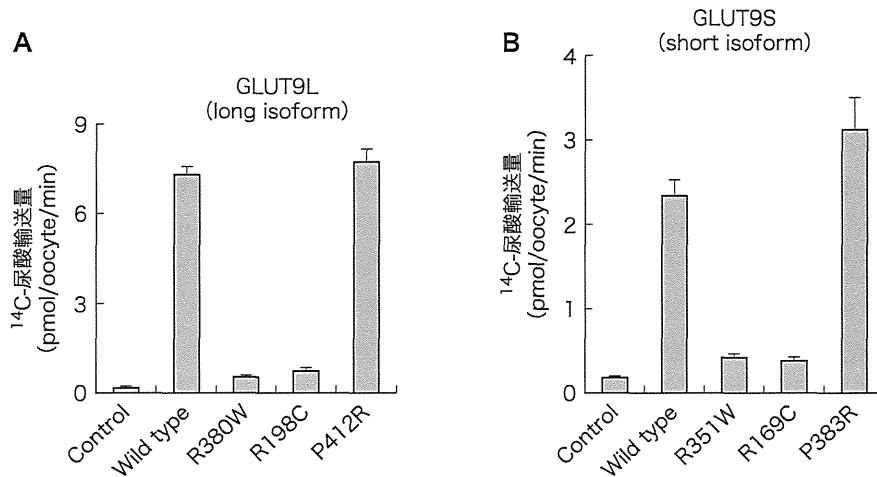 A
GLUT9L
(long isoform)
¹⁴C-尿酸輸送量
(pmol/oocyte/min)
9
6
3
0
Control
Wild type
R380W
R198C
P412R
B
GLUT9S
(short isoform)
¹⁴C-尿酸輸送量
(pmol/oocyte/min)
4
3
2
1
0
Control
Wild type
R351W
R169C
P383R